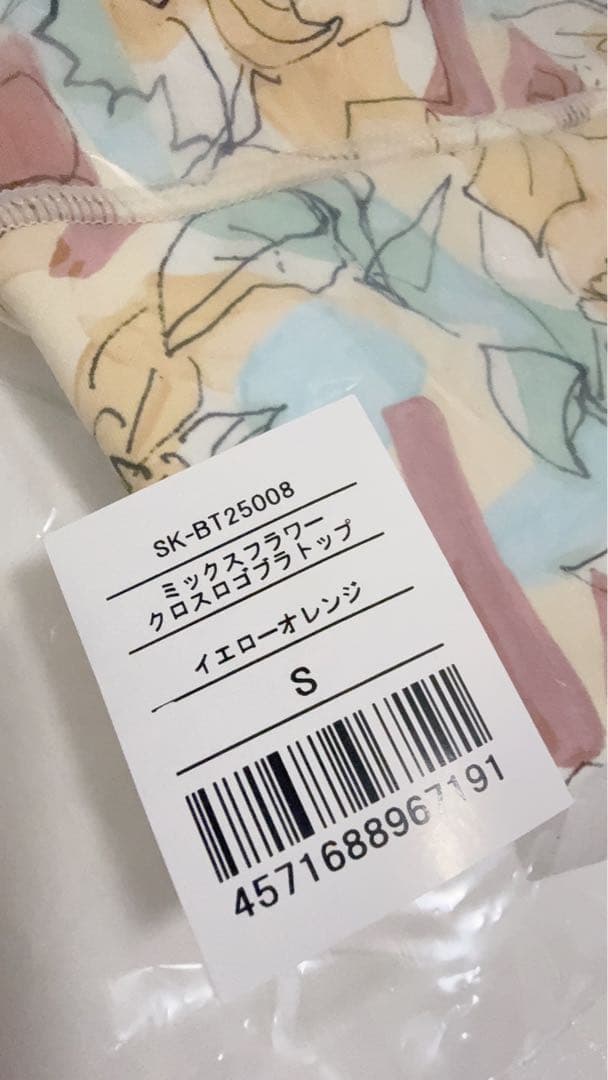 SK-BT25008
ミックスフラワー
クロスロゴブラトップ
イエローオレンジ
S
4571688967191